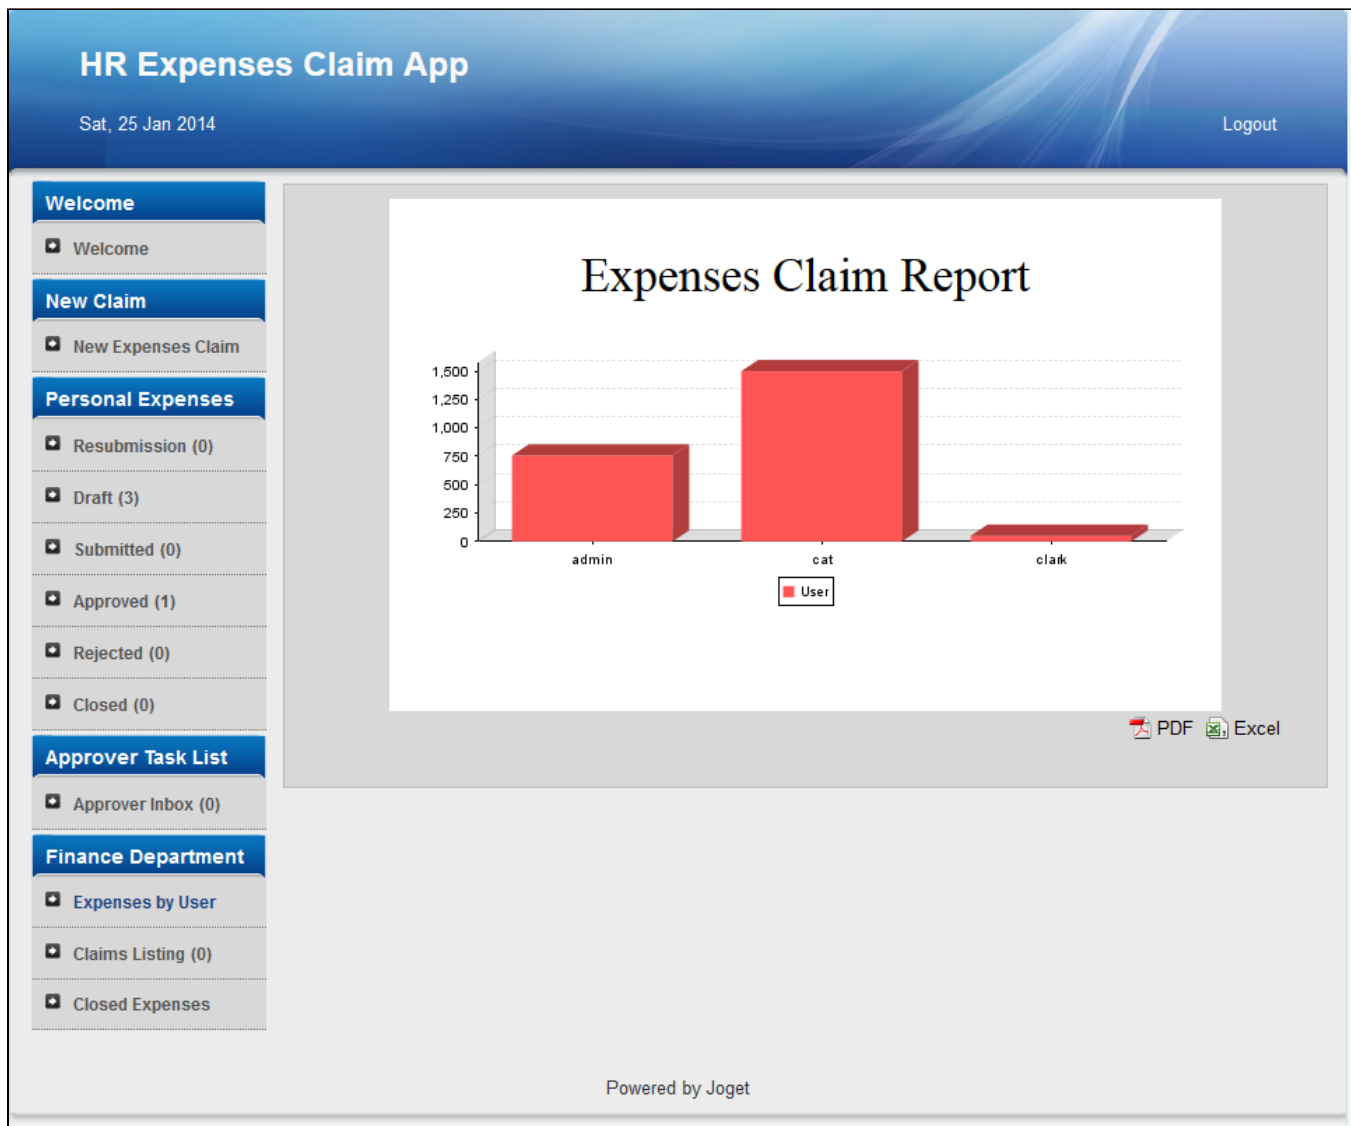 HR Expenses Claim App
Sat, 25 Jan 2014
Logout
Welcome
Welcome
New Claim
New Expenses Claim
Personal Expenses
Resubmission (0)
Draft (3)
Submitted (0)
Approved (1)
Rejected (0)
Closed (0)
Approver Task List
Approver Inbox (0)
Finance Department
Expenses by User
Claims Listing (0)
Closed Expenses
Expenses Claim Report
1,500
1,250
1,000
750
500
250
0
admin cat clark
User
PDF Excel
Powered by Joget